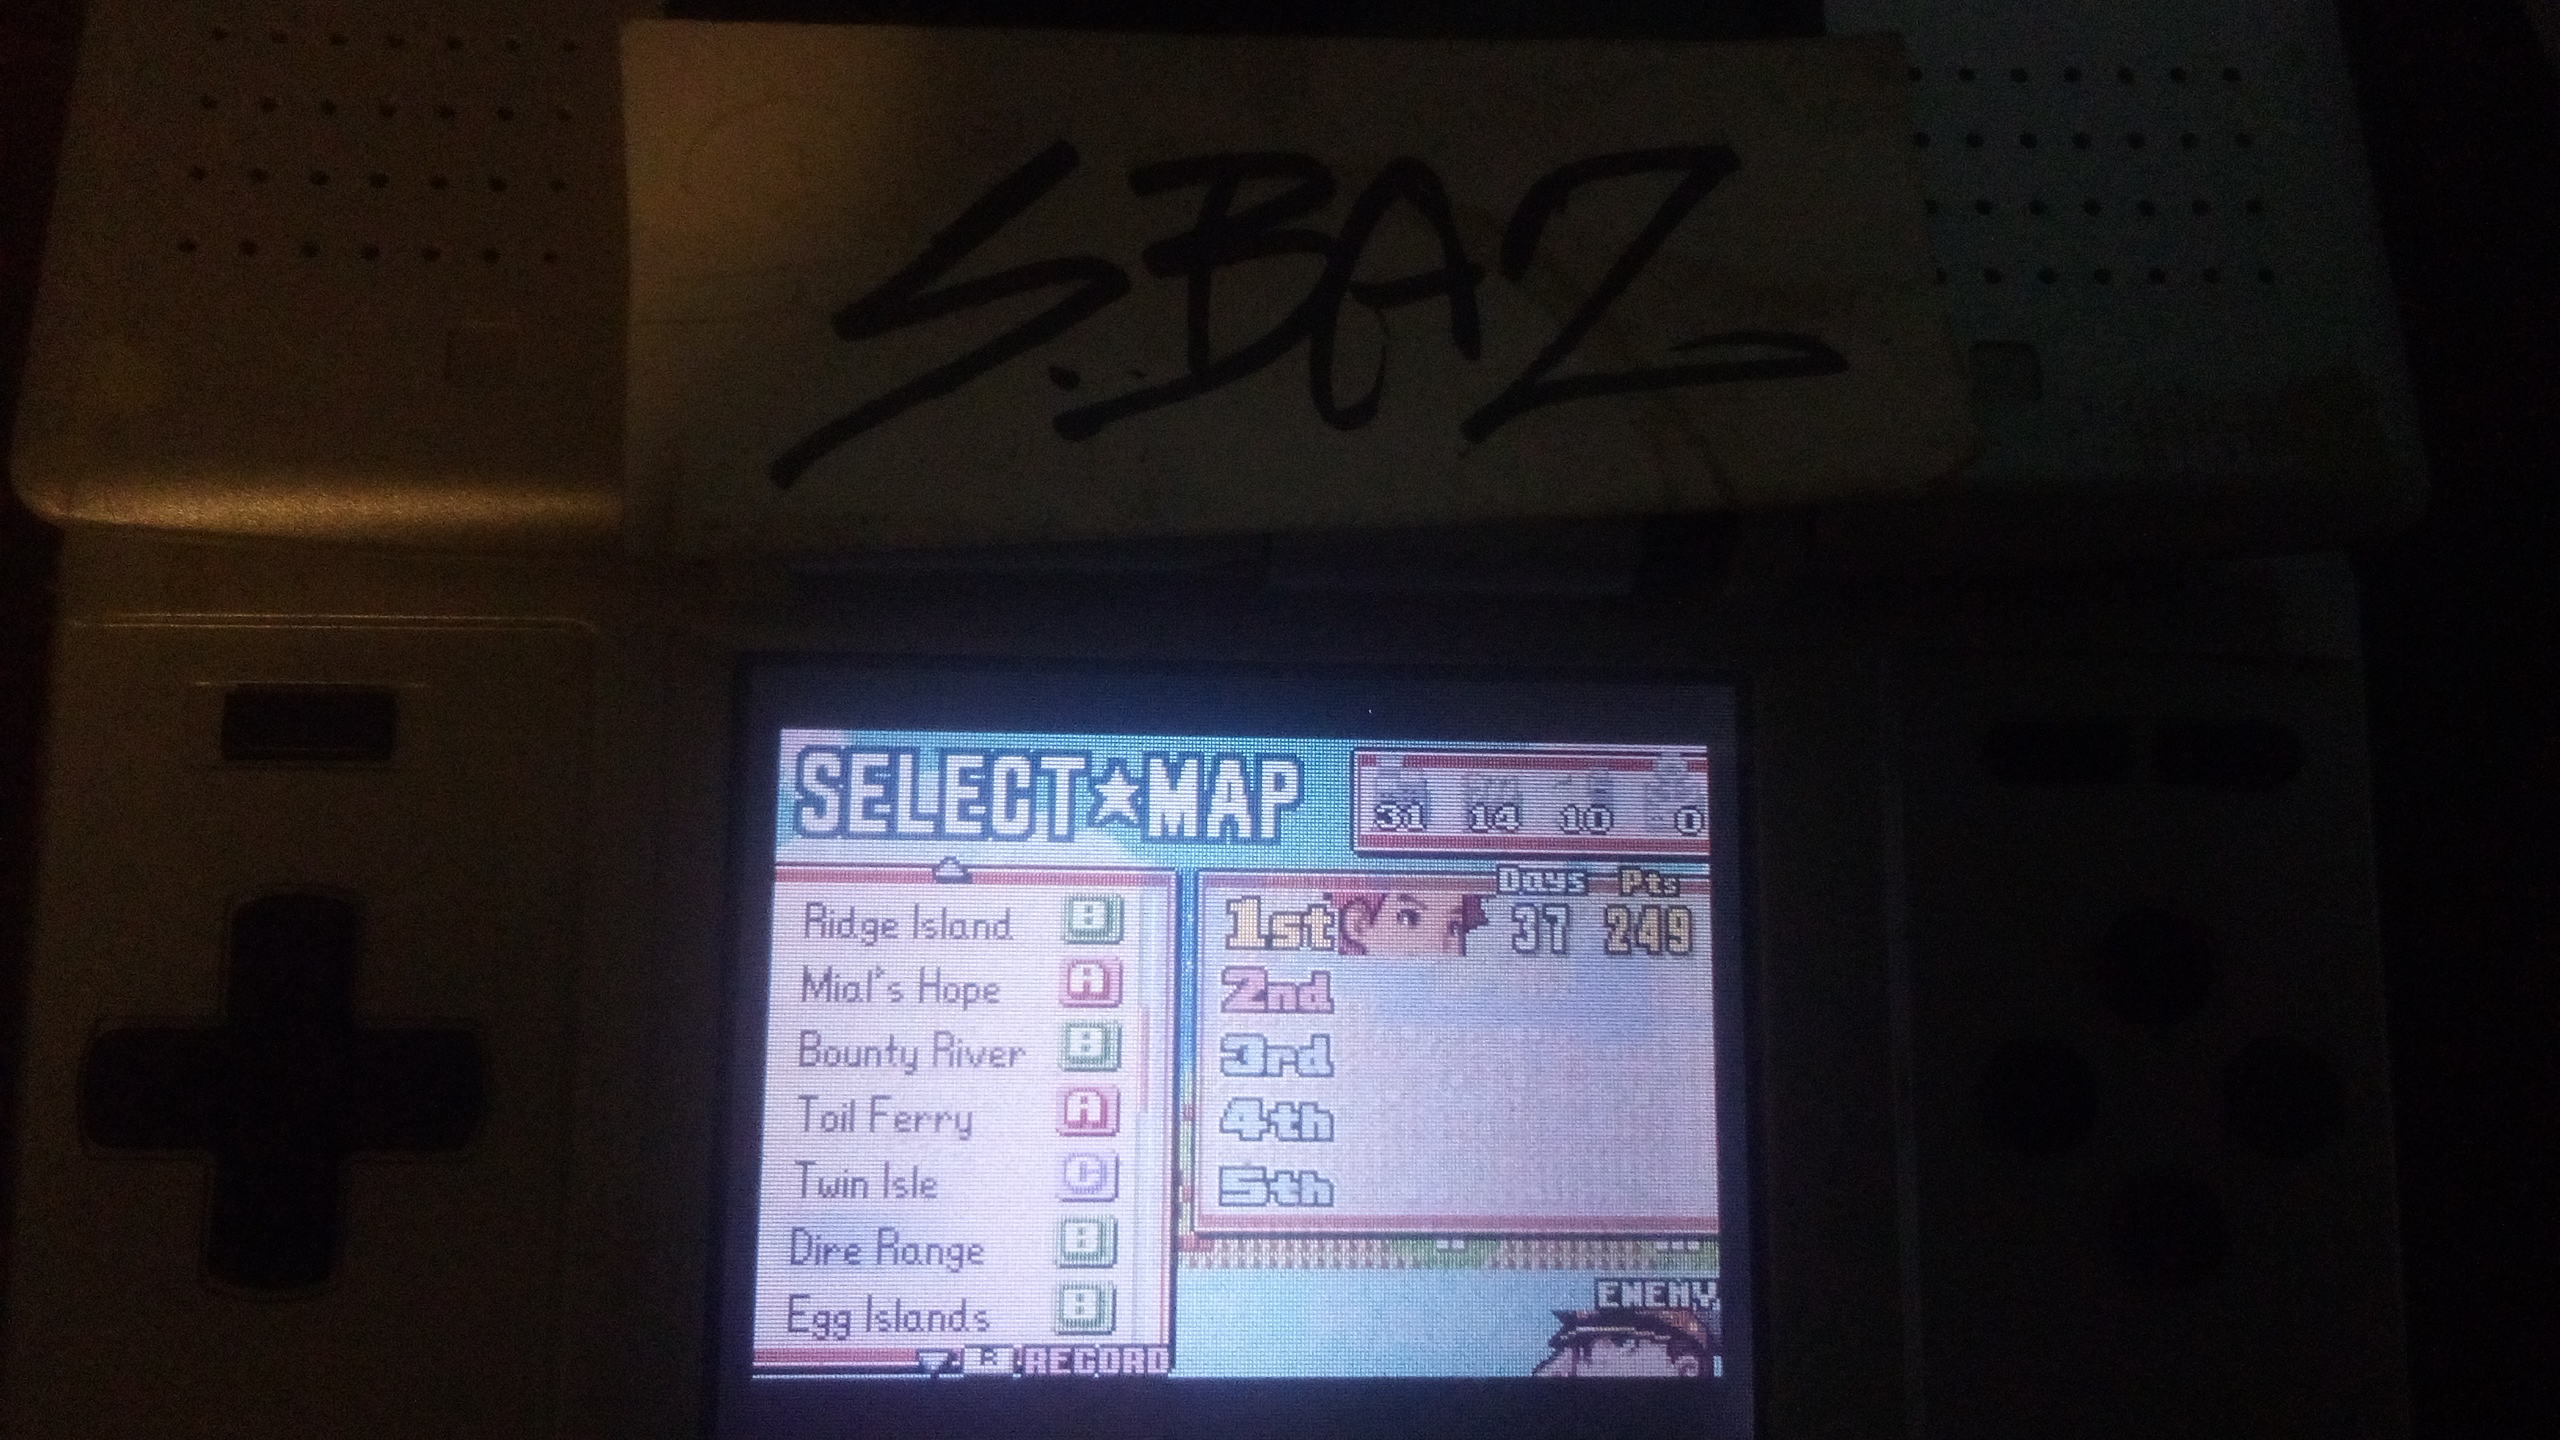 S.BAZ
SELECT★MAP
31 14 10 0
Days Pts
Ridge Island B
1st 37 249
Mial's Hope A
2nd
Bounty River B
3rd
Toil Ferry A
4th
Twin Isle C
5th
Dire Range B
ENEMY
Egg Islands B
R :RECORD